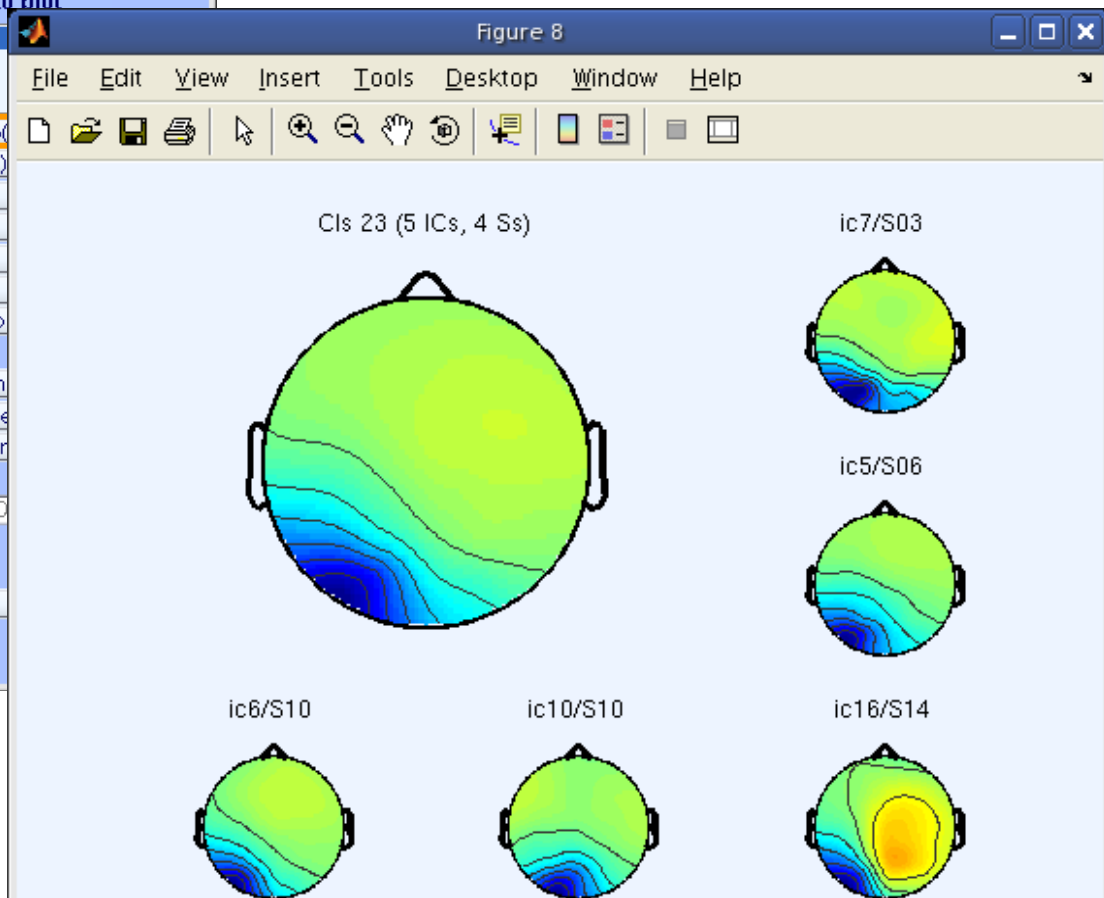 Figure 8
File Edit View Insert Tools Desktop Window Help
Cls 23 (5 ICs, 4 Ss)
ic7/S03
ic5/S06
ic6/S10 ic10/S10 ic16/S14